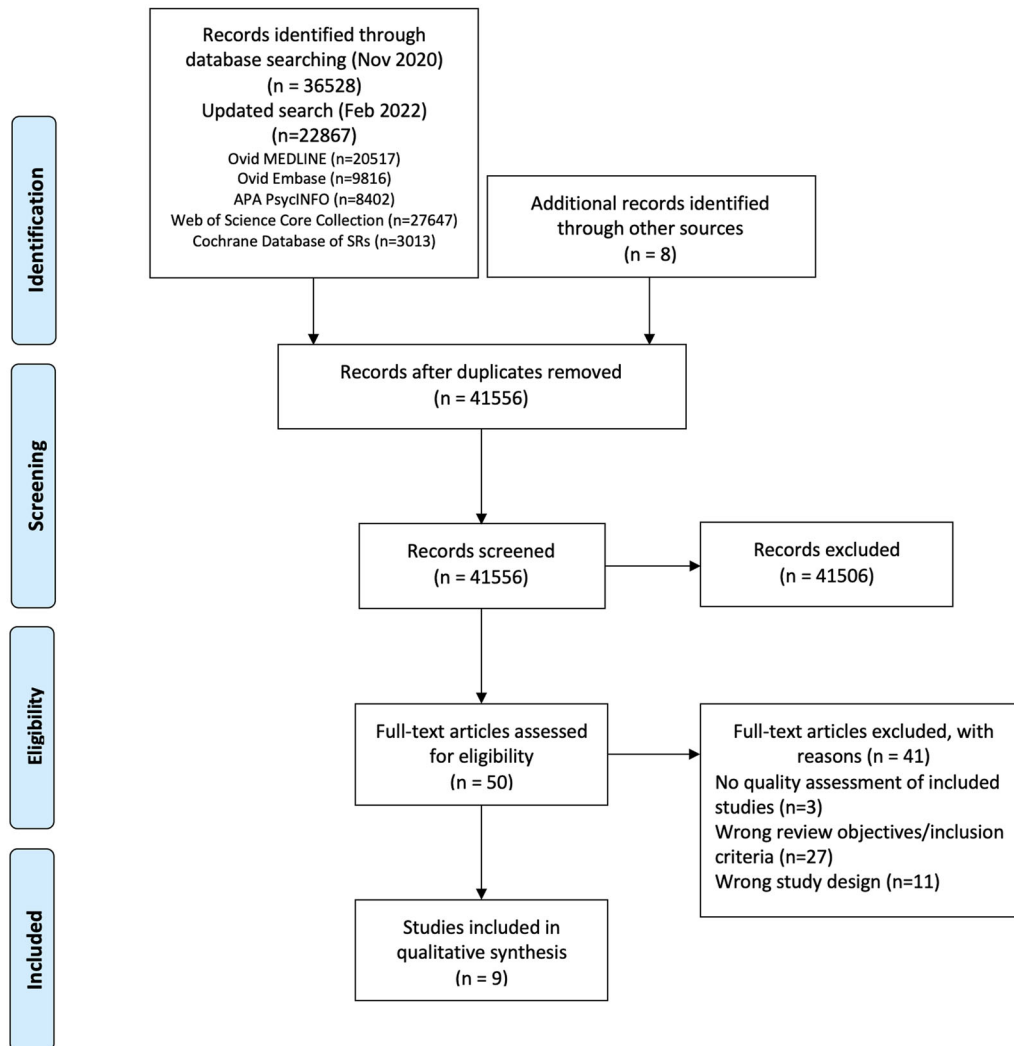 Records identified through
database searching (Nov 2020)
(n = 36528)
Updated search (Feb 2022)
(n=22867)
Ovid MEDLINE (n=20517)
Ovid Embase (n=9816)
APA PsycINFO (n=8402)
Web of Science Core Collection (n=27647)
Cochrane Database of SRs (n=3013)
Additional records identified
through other sources
(n = 8)
Identification
Records after duplicates removed
(n = 41556)
Screening
Records screened
(n = 41556)
Records excluded
(n = 41506)
Eligibility
Full-text articles assessed
for eligibility
(n = 50)
Full-text articles excluded, with
reasons (n = 41)
No quality assessment of included
studies (n=3)
Wrong review objectives/inclusion
criteria (n=27)
Wrong study design (n=11)
Included
Studies included in
qualitative synthesis
(n = 9)